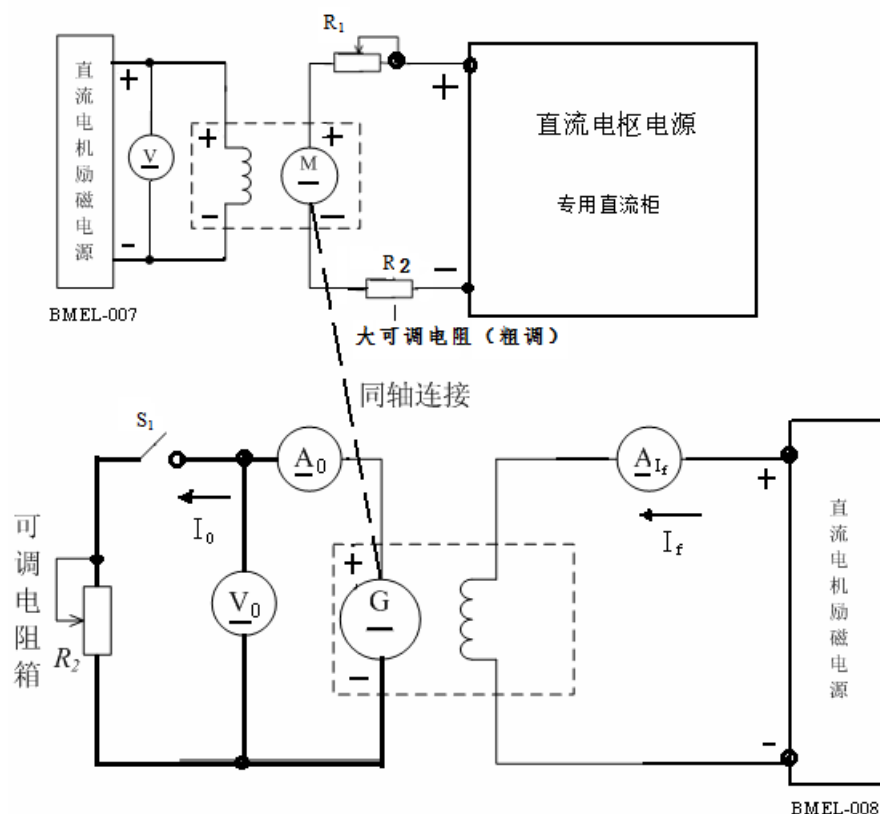 R₁
直流电机励磁电源
+
V
-
BMEL-007
+
-
M
+
-
+
-
直流电枢电源
专用直流柜
R2
大可调电阻（粗调）
同轴连接
S₁
A₀
I₀
V₀
可调电阻箱
R₂
+
G
-
A_If
I_f
+
-
直流电机励磁电源
BMEL-008